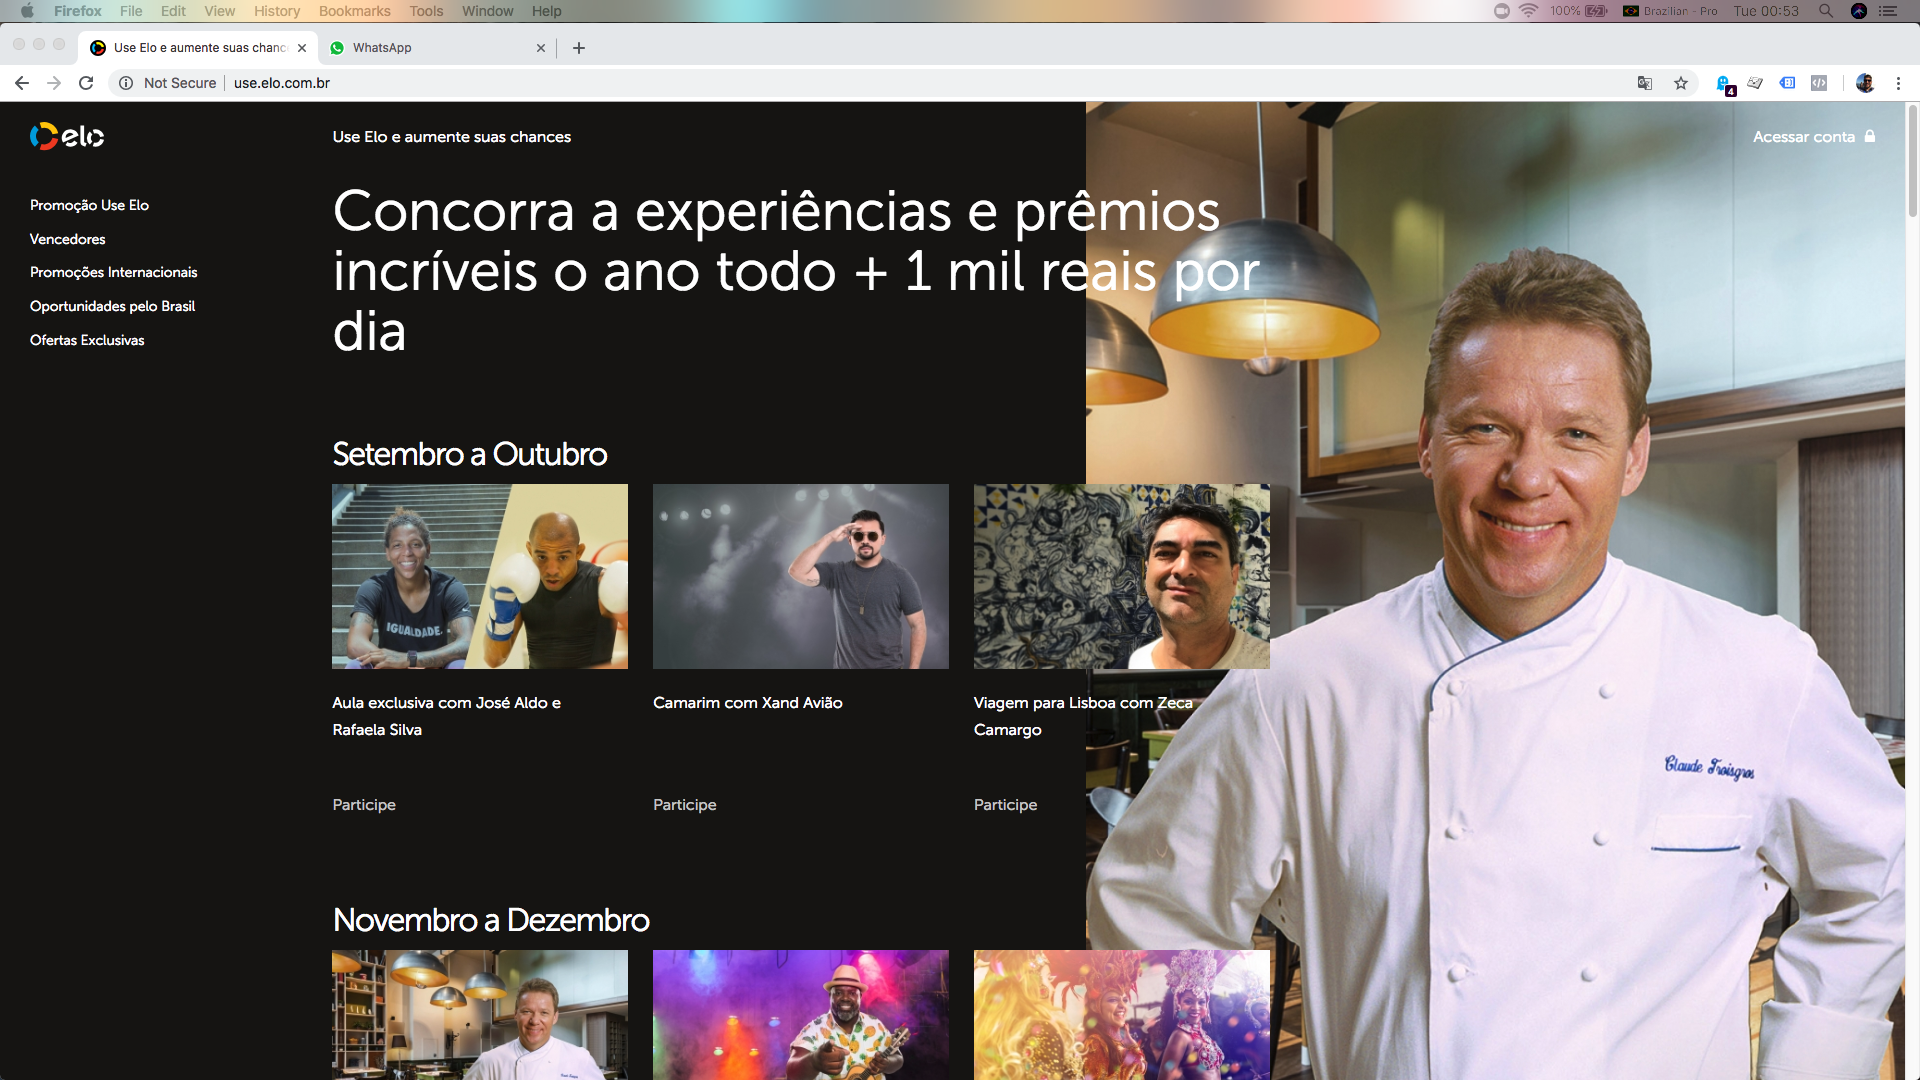 Firefox File Edit View History Bookmarks Tools Window Help
100% Brazilian - Pro Tue 00:53
Use Elo e aumente suas chanc
WhatsApp
Not Secure use.elo.com.br
4
elo
Use Elo e aumente suas chances
Acessar conta
Promoção Use Elo
Vencedores
Promoções Internacionais
Oportunidades pelo Brasil
Ofertas Exclusivas
Concorra a experiências e prêmios
incríveis o ano todo + 1 mil reais por
dia
Setembro a Outubro
IGUALDADE.
Aula exclusiva com José Aldo e
Rafaela Silva
Participe
Camarim com Xand Avião
Participe
Viagem para Lisboa com Zeca
Camargo
Participe
Claude Troisgros
Novembro a Dezembro